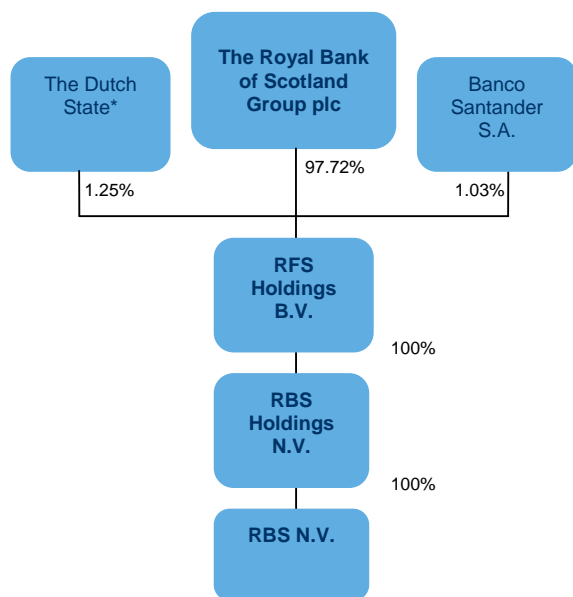 The Dutch
State*
The Royal Bank
of Scotland
Group plc
Banco
Santander
S.A.
1.25%
97.72%
1.03%
RFS
Holdings
B.V.
100%
RBS
Holdings
N.V.
100%
RBS N.V.